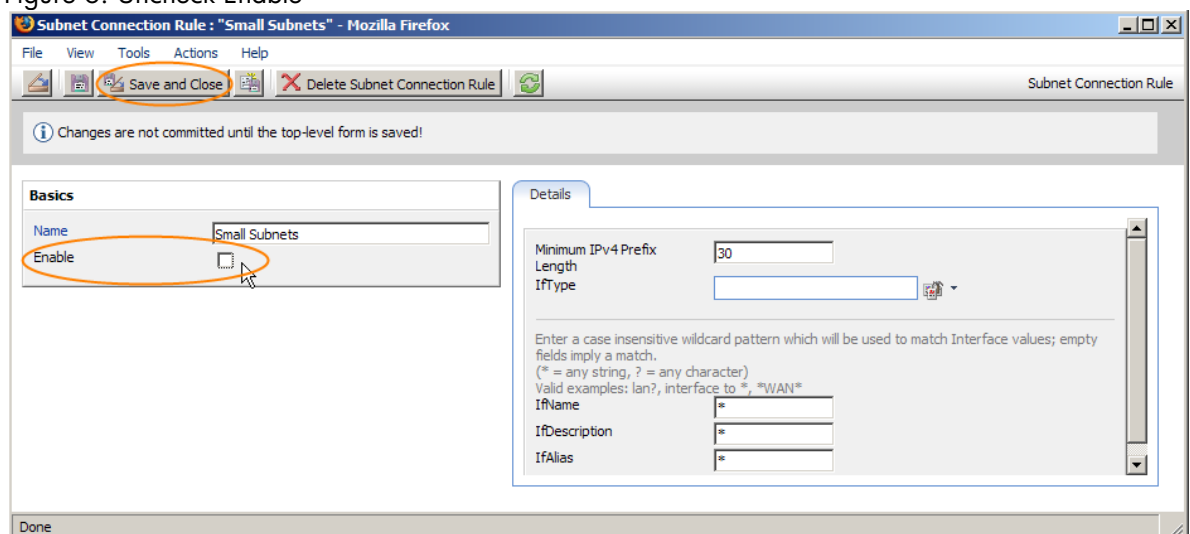 Subnet Connection Rule : "Small Subnets" - Mozilla Firefox
File View Tools Actions Help
Save and Close Delete Subnet Connection Rule Subnet Connection Rule
Changes are not committed until the top-level form is saved!
Basics
Name Small Subnets
Enable
Details
Minimum IPv4 Prefix
Length
30
IfType
Enter a case insensitive wildcard pattern which will be used to match Interface values; empty
fields imply a match.
(* = any string, ? = any character)
Valid examples: lan?, interface to *, *WAN*
IfName *
IfDescription *
IfAlias *
Done